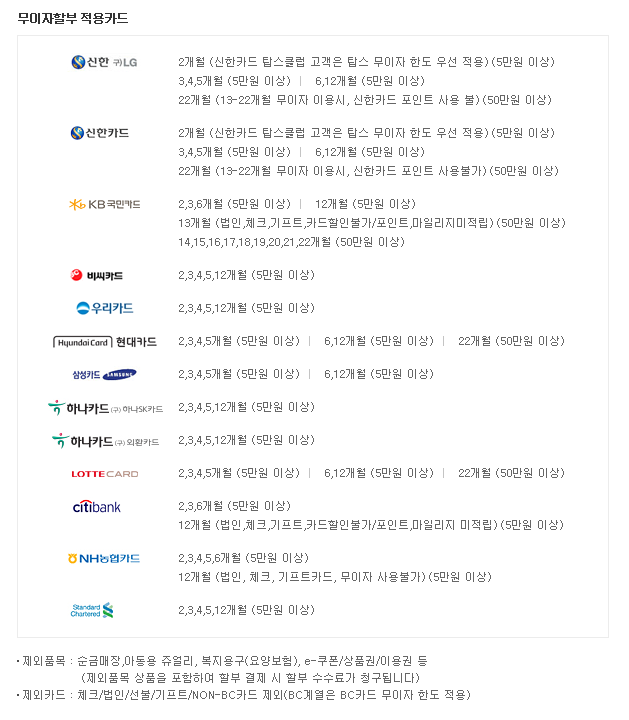 무이자할부 적용카드
신한 구)LG 2개월 (신한카드 탑스클럽 고객은 탑스 무이자 한도 우선 적용) (5만원 이상)
3,4,5개월 (5만원 이상) | 6,12개월 (5만원 이상)
22개월 (13-22개월 무이자 이용시, 신한카드 포인트 사용 불) (50만원 이상)
신한카드 2개월 (신한카드 탑스클럽 고객은 탑스 무이자 한도 우선 적용) (5만원 이상)
3,4,5개월 (5만원 이상) | 6,12개월 (5만원 이상)
22개월 (13-22개월 무이자 이용시, 신한카드 포인트 사용불가) (50만원 이상)
KB국민카드 2,3,6개월 (5만원 이상) | 12개월 (5만원 이상)
13개월 (법인,체크,기프트,카드할인불가/포인트,마일리지미적립) (50만원 이상)
14,15,16,17,18,19,20,21,22개월 (50만원 이상)
비씨카드 2,3,4,5,12개월 (5만원 이상)
우리카드 2,3,4,5,12개월 (5만원 이상)
HyundaiCard 현대카드 2,3,4,5개월 (5만원 이상) | 6,12개월 (5만원 이상) | 22개월 (50만원 이상)
삼성카드 SAMSUNG 2,3,4,5개월 (5만원 이상) | 6,12개월 (5만원 이상)
하나카드 (구)하나SK카드 2,3,4,5,12개월 (5만원 이상)
하나카드 (구)외환카드 2,3,4,5,12개월 (5만원 이상)
LOTTECARD 2,3,4,5개월 (5만원 이상) | 6,12개월 (5만원 이상) | 22개월 (50만원 이상)
citibank 2,3,6개월 (5만원 이상)
12개월 (법인,체크,기프트,카드할인불가/포인트,마일리지 미적립) (5만원 이상)
NH농협카드 2,3,4,5,6개월 (5만원 이상)
12개월 (법인, 체크, 기프트카드, 무이자 사용불가) (5만원 이상)
Standard Chartered 2,3,4,5,12개월 (5만원 이상)
· 제외품목 : 순금매장,아동용 쥬얼리, 복지용구(요양보험), e-쿠폰/상품권/이용권 등
(제외품목 상품을 포함하여 할부 결제 시 할부 수수료가 청구됩니다)
· 제외카드 : 체크/법인/선불/기프트/NON-BC카드 제외(BC계열은 BC카드 무이자 한도 적용)